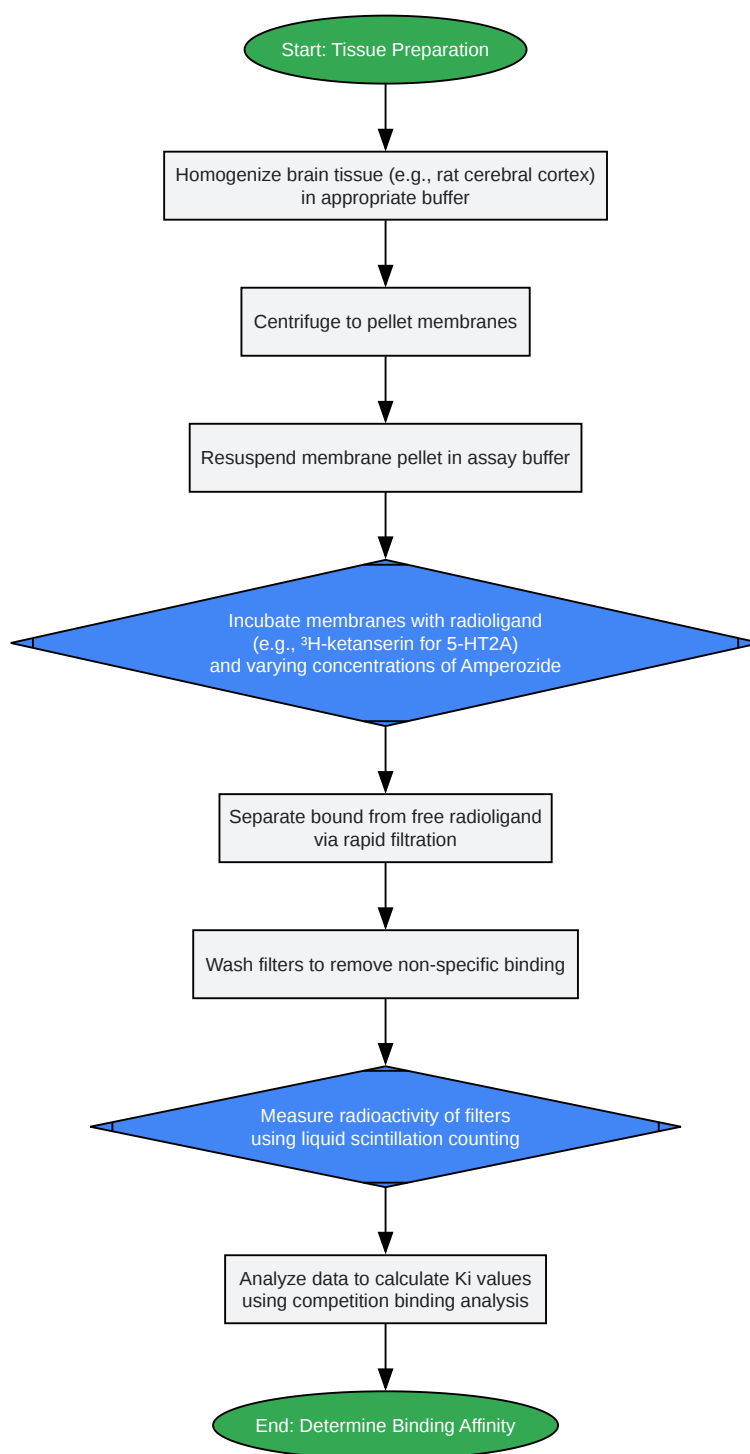 Start: Tissue Preparation
Homogenize brain tissue (e.g., rat cerebral cortex)
in appropriate buffer
Centrifuge to pellet membranes
Resuspend membrane pellet in assay buffer
Incubate membranes with radioligand
(e.g., ³H-ketanserin for 5-HT2A)
and varying concentrations of Amperozide
Separate bound from free radioligand
via rapid filtration
Wash filters to remove non-specific binding
Measure radioactivity of filters
using liquid scintillation counting
Analyze data to calculate Ki values
using competition binding analysis
End: Determine Binding Affinity